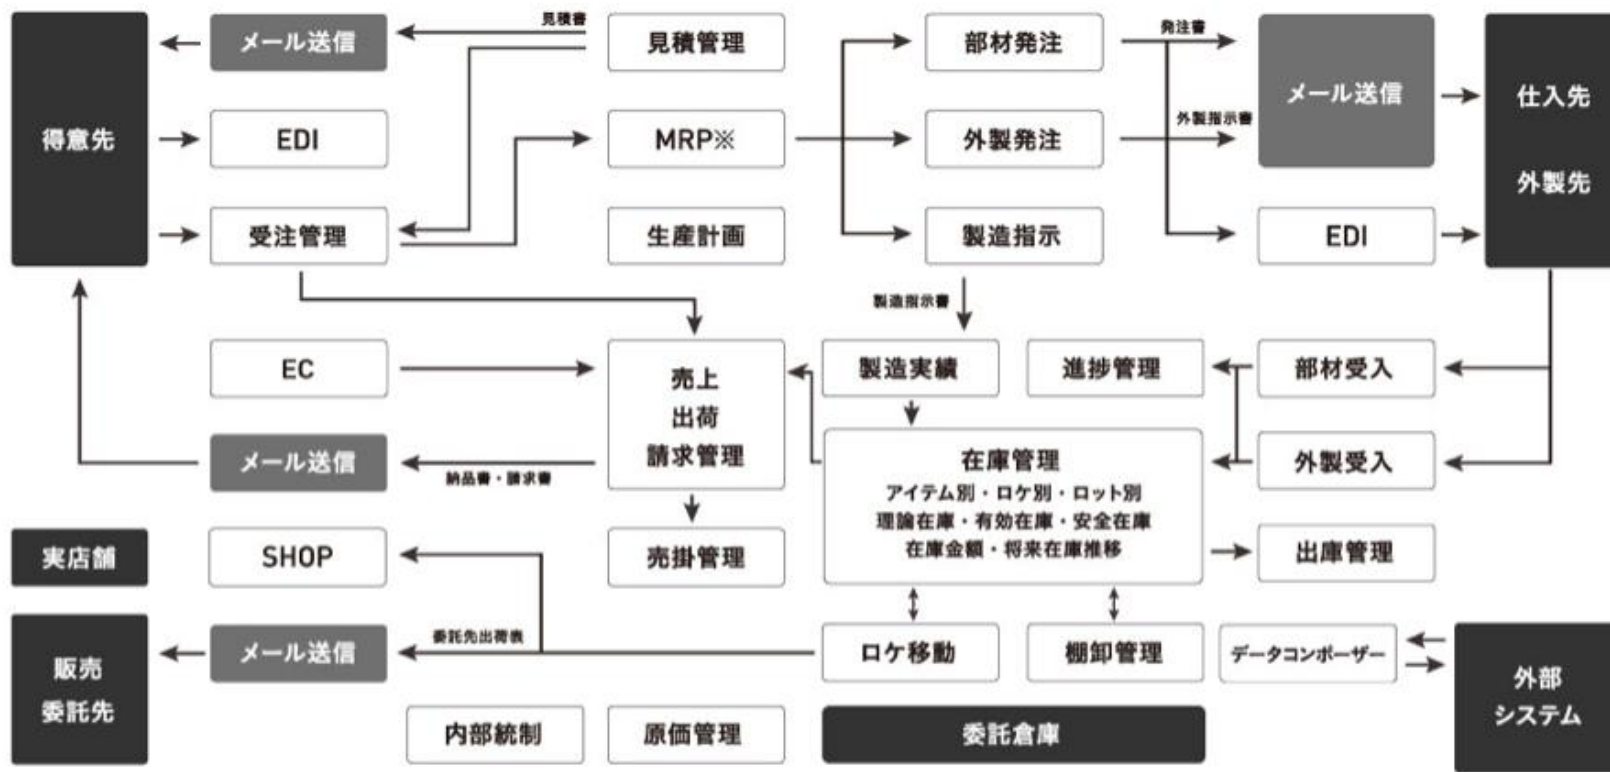 得意先
メール送信
見積書
見積管理
部材発注
発注書
メール送信
仕入先
外製先
EDI
MRP※
外製発注
外製指示書
受注管理
生産計画
製造指示
EDI
製造指示書
EC
売上
出荷
請求管理
製造実績
進捗管理
部材受入
メール送信
納品書・請求書
在庫管理
アイテム別・ロケ別・ロット別
理論在庫・有効在庫・安全在庫
在庫金額・将来在庫推移
外製受入
実店舗
SHOP
売掛管理
出庫管理
販売
委託先
メール送信
委託先出荷表
ロケ移動
棚卸管理
データコンポーザー
外部
システム
内部統制
原価管理
委託倉庫